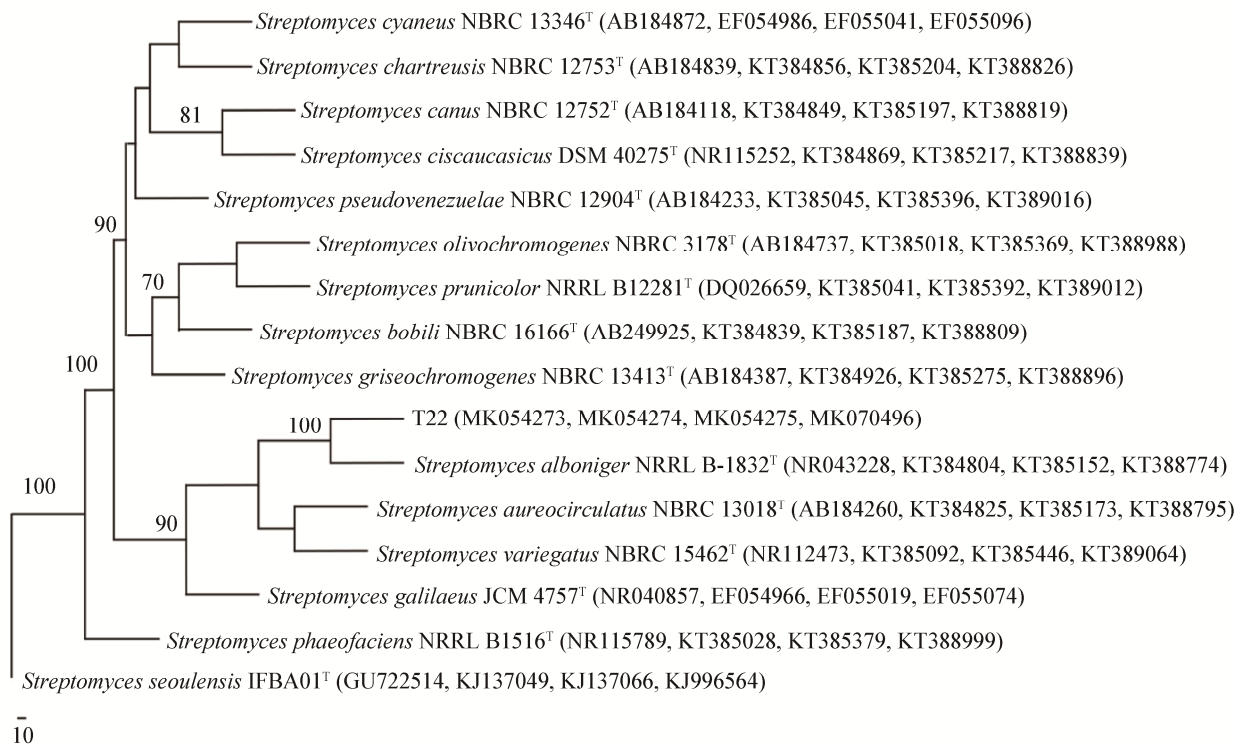 Streptomyces cyaneus NBRC 13346ᵀ (AB184872, EF054986, EF055041, EF055096)
Streptomyces chartreusis NBRC 12753ᵀ (AB184839, KT384856, KT385204, KT388826)
81
Streptomyces canus NBRC 12752ᵀ (AB184118, KT384849, KT385197, KT388819)
Streptomyces ciscaucasicus DSM 40275ᵀ (NR115252, KT384869, KT385217, KT388839)
Streptomyces pseudovenezuelae NBRC 12904ᵀ (AB184233, KT385045, KT385396, KT389016)
90
Streptomyces olivochromogenes NBRC 3178ᵀ (AB184737, KT385018, KT385369, KT388988)
70
Streptomyces prunicolor NRRL B12281ᵀ (DQ026659, KT385041, KT385392, KT389012)
Streptomyces bobili NBRC 16166ᵀ (AB249925, KT384839, KT385187, KT388809)
100
Streptomyces griseochromogenes NBRC 13413ᵀ (AB184387, KT384926, KT385275, KT388896)
100
T22 (MK054273, MK054274, MK054275, MK070496)
Streptomyces alboniger NRRL B-1832ᵀ (NR043228, KT384804, KT385152, KT388774)
100
Streptomyces aureocirculatus NBRC 13018ᵀ (AB184260, KT384825, KT385173, KT388795)
90
Streptomyces variegatus NBRC 15462ᵀ (NR112473, KT385092, KT385446, KT389064)
Streptomyces galilaeus JCM 4757ᵀ (NR040857, EF054966, EF055019, EF055074)
Streptomyces phaeofaciens NRRL B1516ᵀ (NR115789, KT385028, KT385379, KT388999)
Streptomyces seoulensis IFBA01ᵀ (GU722514, KJ137049, KJ137066, KJ996564)
10